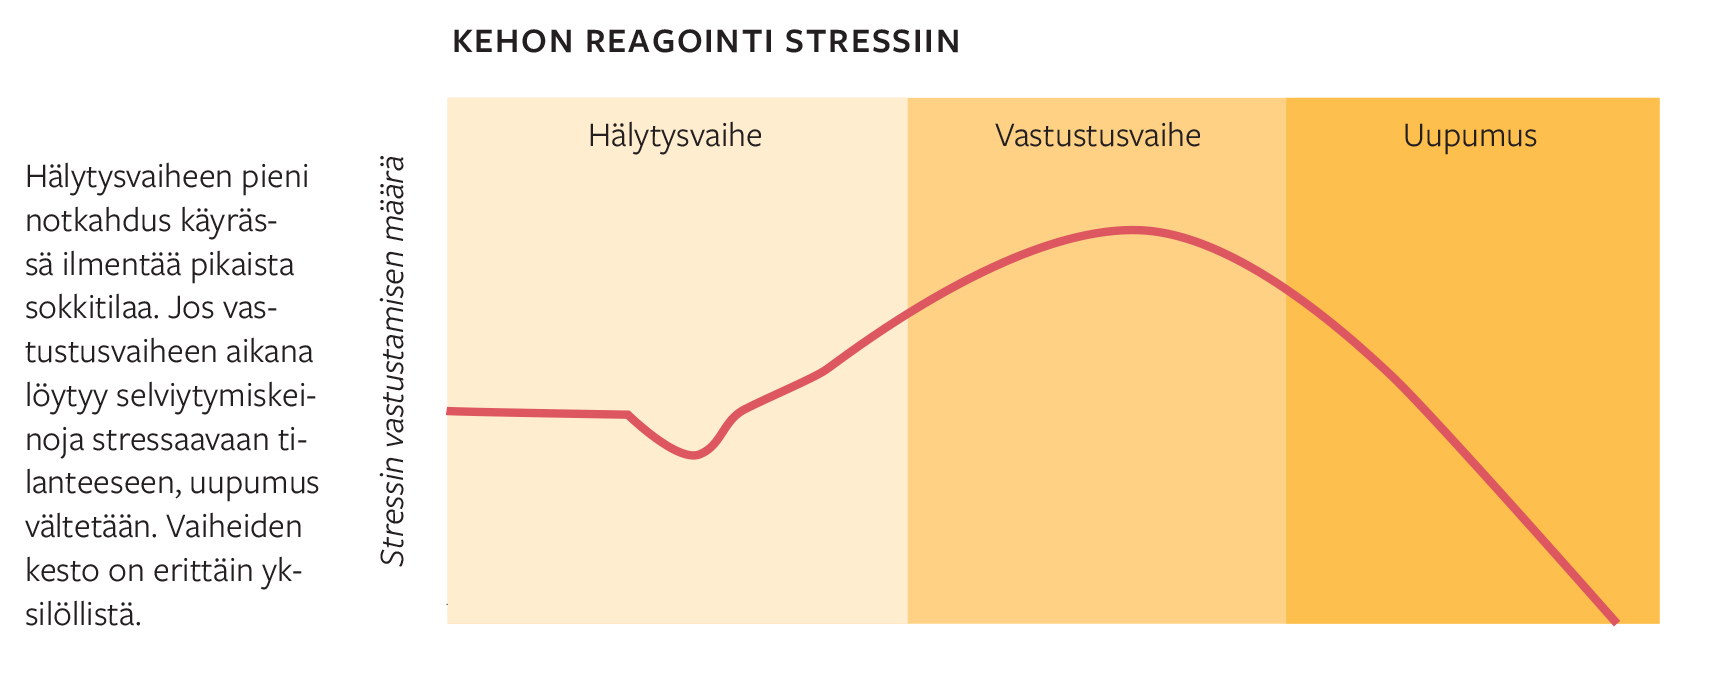 KEHON REAGOINTI STRESSIIN
Hälytysvaihe
Vastustusvaihe
Uupumus
Stressin vastustamisen määrä
Hälytysvaiheen pieni
notkahdus käyräs-
sä ilmentää pikaista
sokkitilaa. Jos vas-
tustusvaiheen aikana
löytyy selviytymiskei-
noja stressaavaan ti-
lanteeseen, uupumus
vältetään. Vaiheiden
kesto on erittäin yk-
silöllistä.